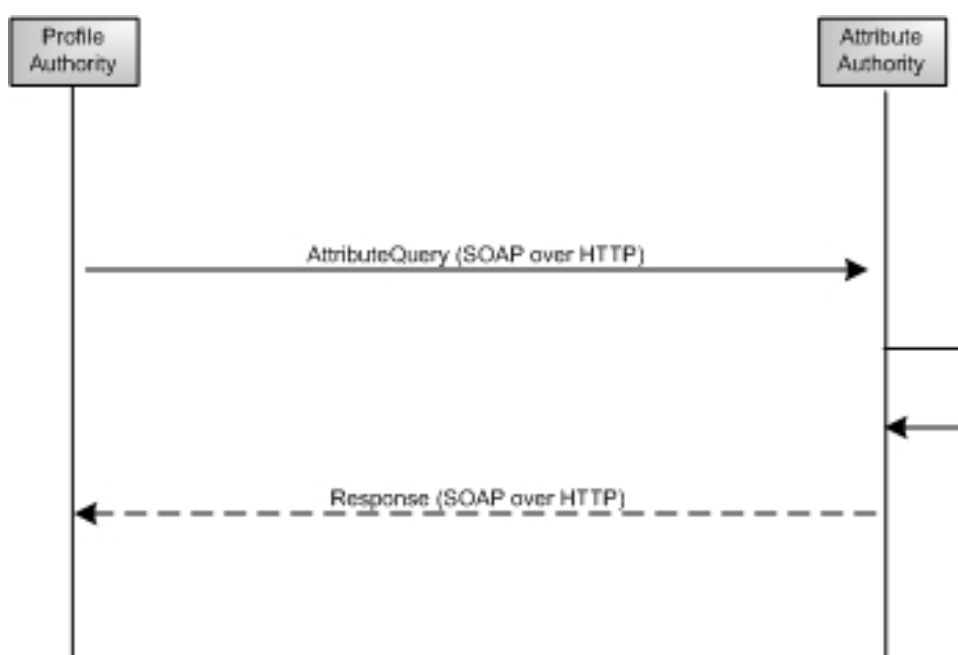 Profile
Authority
Attribute
Authority
AttributeQuery (SOAP over HTTP)
Response (SOAP over HTTP)